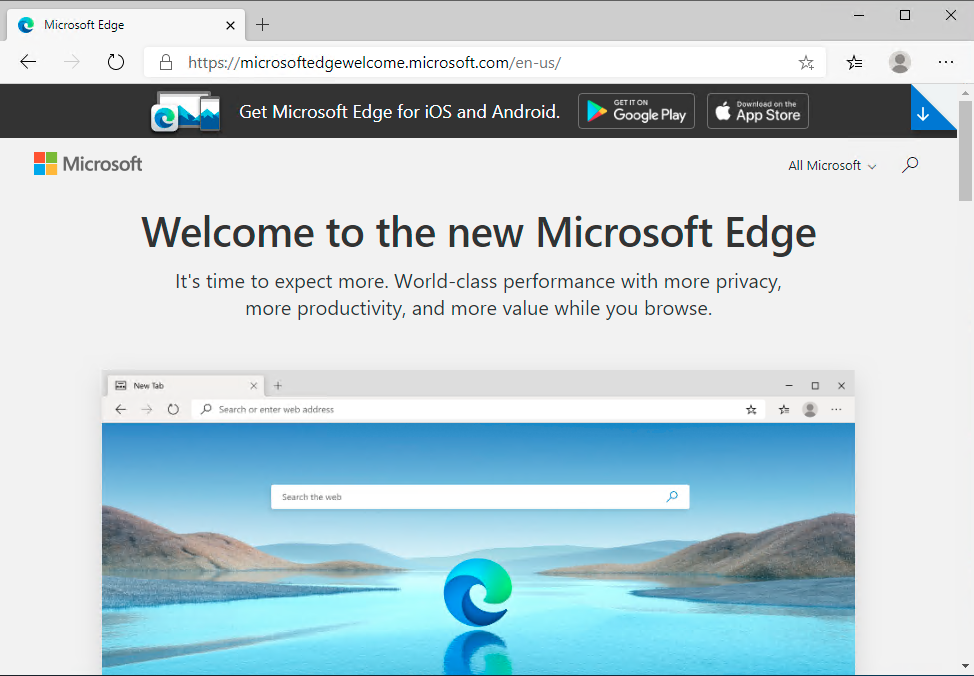 Microsoft Edge
https://microsoftedgewelcome.microsoft.com/en-us/
Get Microsoft Edge for iOS and Android.
GET IT ON
Google Play
Download on the
App Store
Microsoft
All Microsoft
Welcome to the new Microsoft Edge
It's time to expect more. World-class performance with more privacy,
more productivity, and more value while you browse.
New Tab
Search or enter web address
Search the web